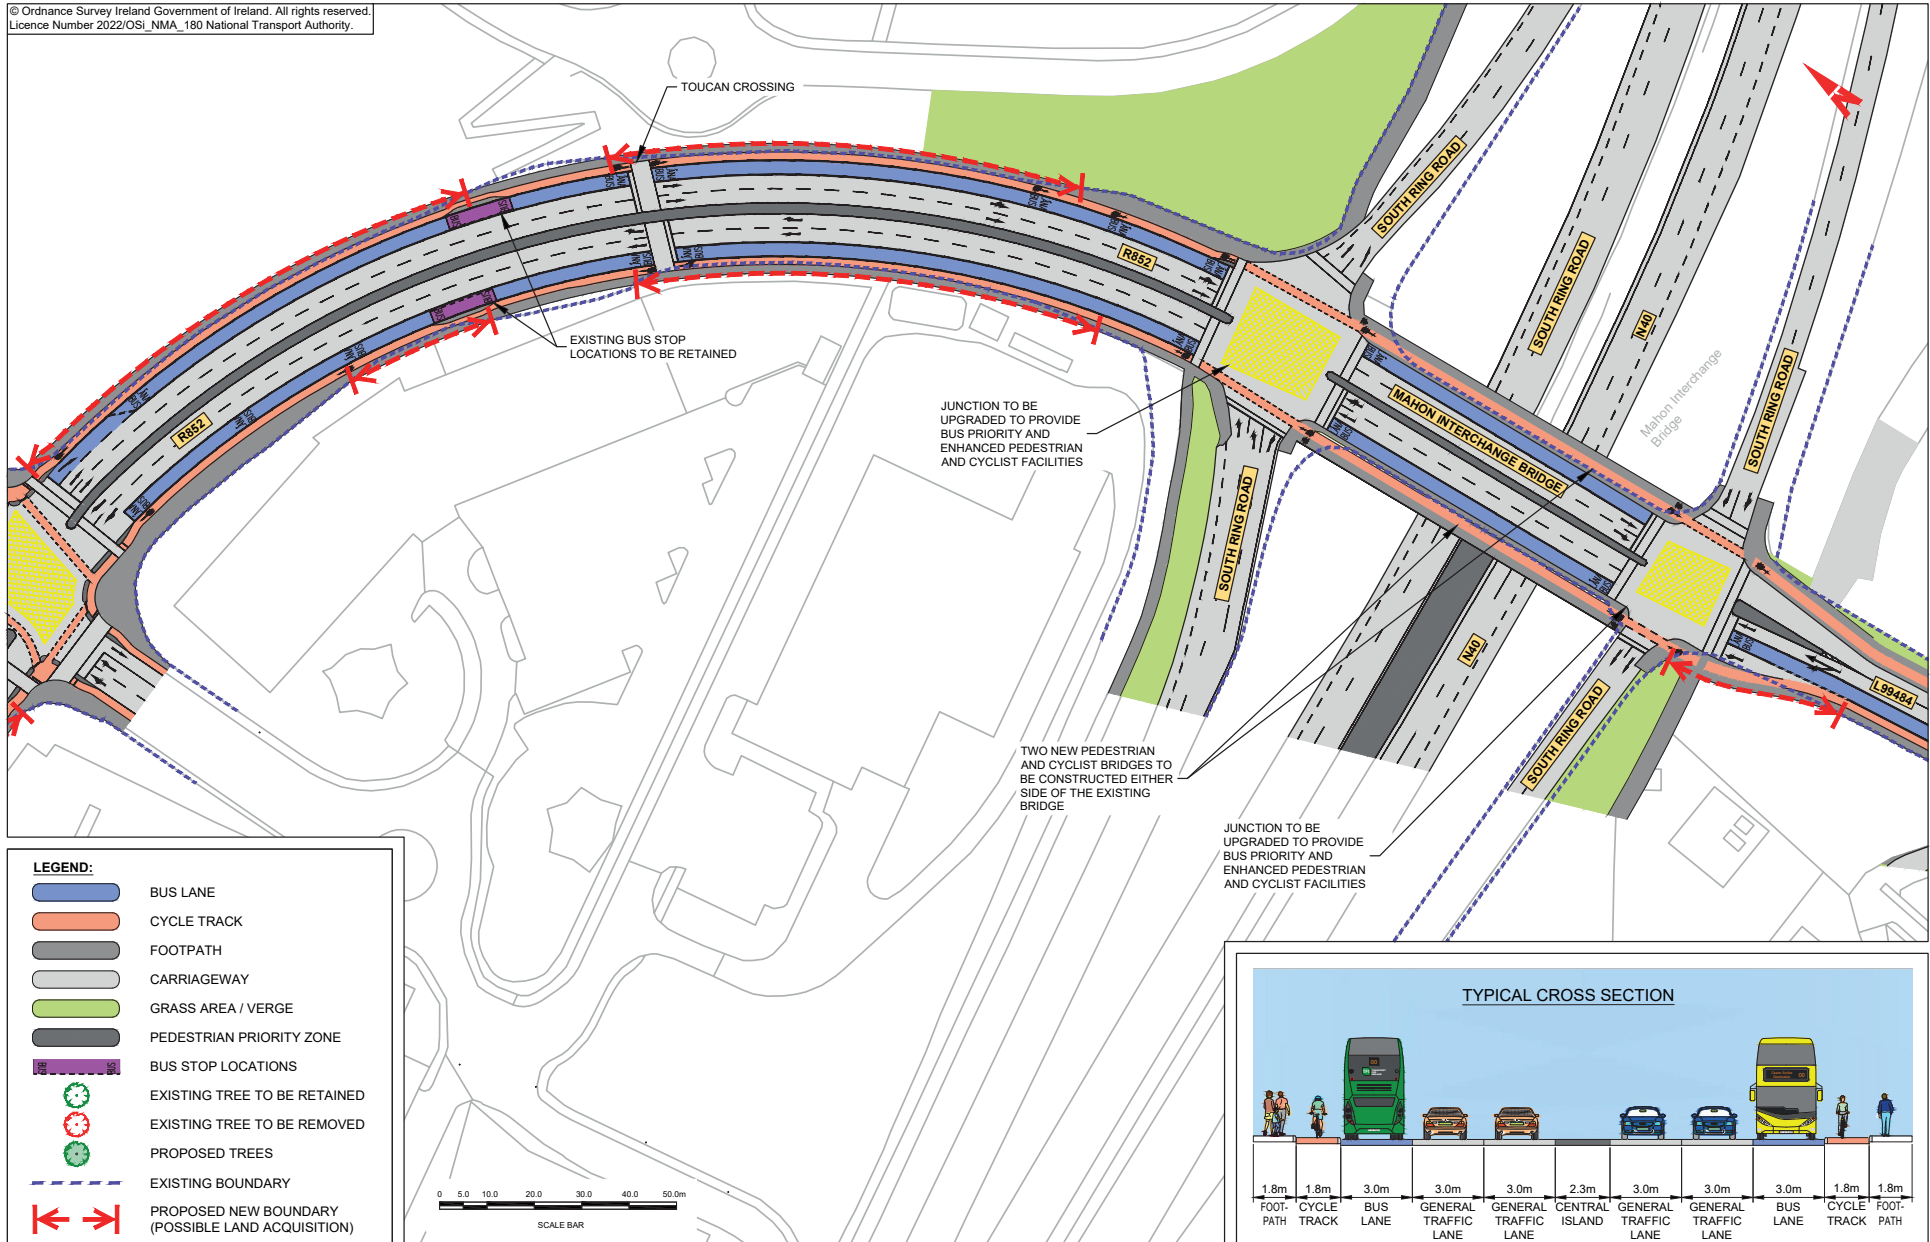 © Ordnance Survey Ireland Government of Ireland. All rights reserved.
Licence Number 2022/OSi_NMA_180 National Transport Authority.
TOUCAN CROSSING
N
SOUTH RING ROAD
SOUTH RING ROAD
N40
R852
SOUTH RING ROAD
Mahon Interchange
Bridge
EXISTING BUS STOP
LOCATIONS TO BE RETAINED
R852
MAHON INTERCHANGE BRIDGE
JUNCTION TO BE
UPGRADED TO PROVIDE
BUS PRIORITY AND
ENHANCED PEDESTRIAN
AND CYCLIST FACILITIES
SOUTH RING ROAD
N40
L99484
SOUTH RING ROAD
TWO NEW PEDESTRIAN
AND CYCLIST BRIDGES TO
BE CONSTRUCTED EITHER
SIDE OF THE EXISTING
BRIDGE
JUNCTION TO BE
UPGRADED TO PROVIDE
BUS PRIORITY AND
ENHANCED PEDESTRIAN
AND CYCLIST FACILITIES
LEGEND:
BUS LANE
CYCLE TRACK
FOOTPATH
CARRIAGEWAY
GRASS AREA / VERGE
PEDESTRIAN PRIORITY ZONE
BUS STOP LOCATIONS
EXISTING TREE TO BE RETAINED
EXISTING TREE TO BE REMOVED
PROPOSED TREES
EXISTING BOUNDARY
PROPOSED NEW BOUNDARY
(POSSIBLE LAND ACQUISITION)
0 5.0 10.0 20.0 30.0 40.0 50.0m
SCALE BAR
TYPICAL CROSS SECTION
1.8m 1.8m 3.0m 3.0m 3.0m 2.3m 3.0m 3.0m 3.0m 1.8m 1.8m
FOOT- CYCLE BUS GENERAL GENERAL CENTRAL GENERAL GENERAL BUS CYCLE FOOT-
PATH TRACK LANE TRAFFIC TRAFFIC ISLAND TRAFFIC TRAFFIC LANE TRACK PATH
LANE LANE LANE LANE